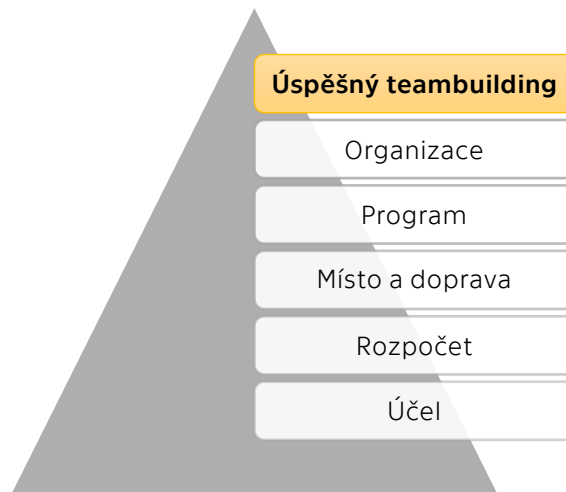 Úspěšný teambuilding
Organizace
Program
Místo a doprava
Rozpočet
Účel